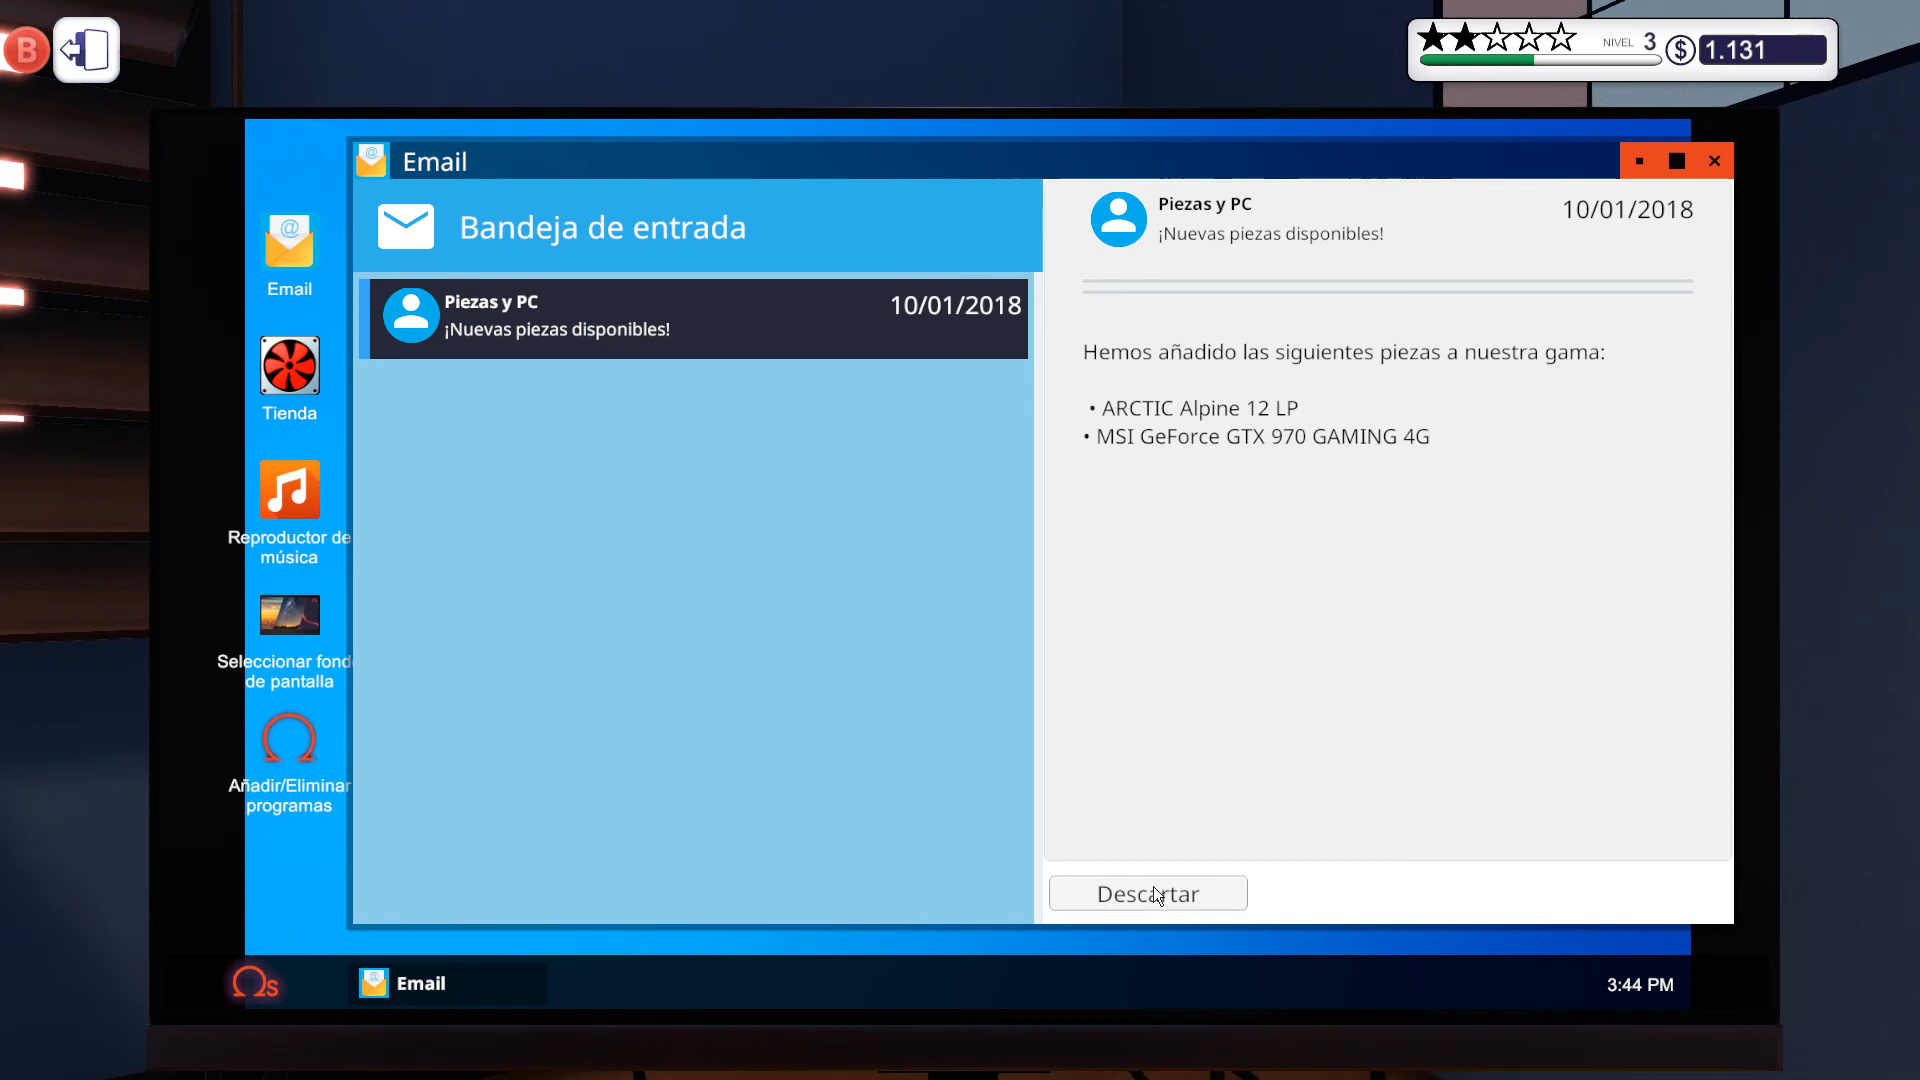 B
NIVEL 3
$ 1.131
Email
Bandeja de entrada
Piezas y PC
10/01/2018
¡Nuevas piezas disponibles!
Piezas y PC
10/01/2018
¡Nuevas piezas disponibles!
Hemos añadido las siguientes piezas a nuestra gama:
• ARCTIC Alpine 12 LP
• MSI GeForce GTX 970 GAMING 4G
Descartar
Email
Tienda
Reproductor de
música
Seleccionar fond
de pantalla
Añadir/Eliminar
programas
Ωs
Email
3:44 PM